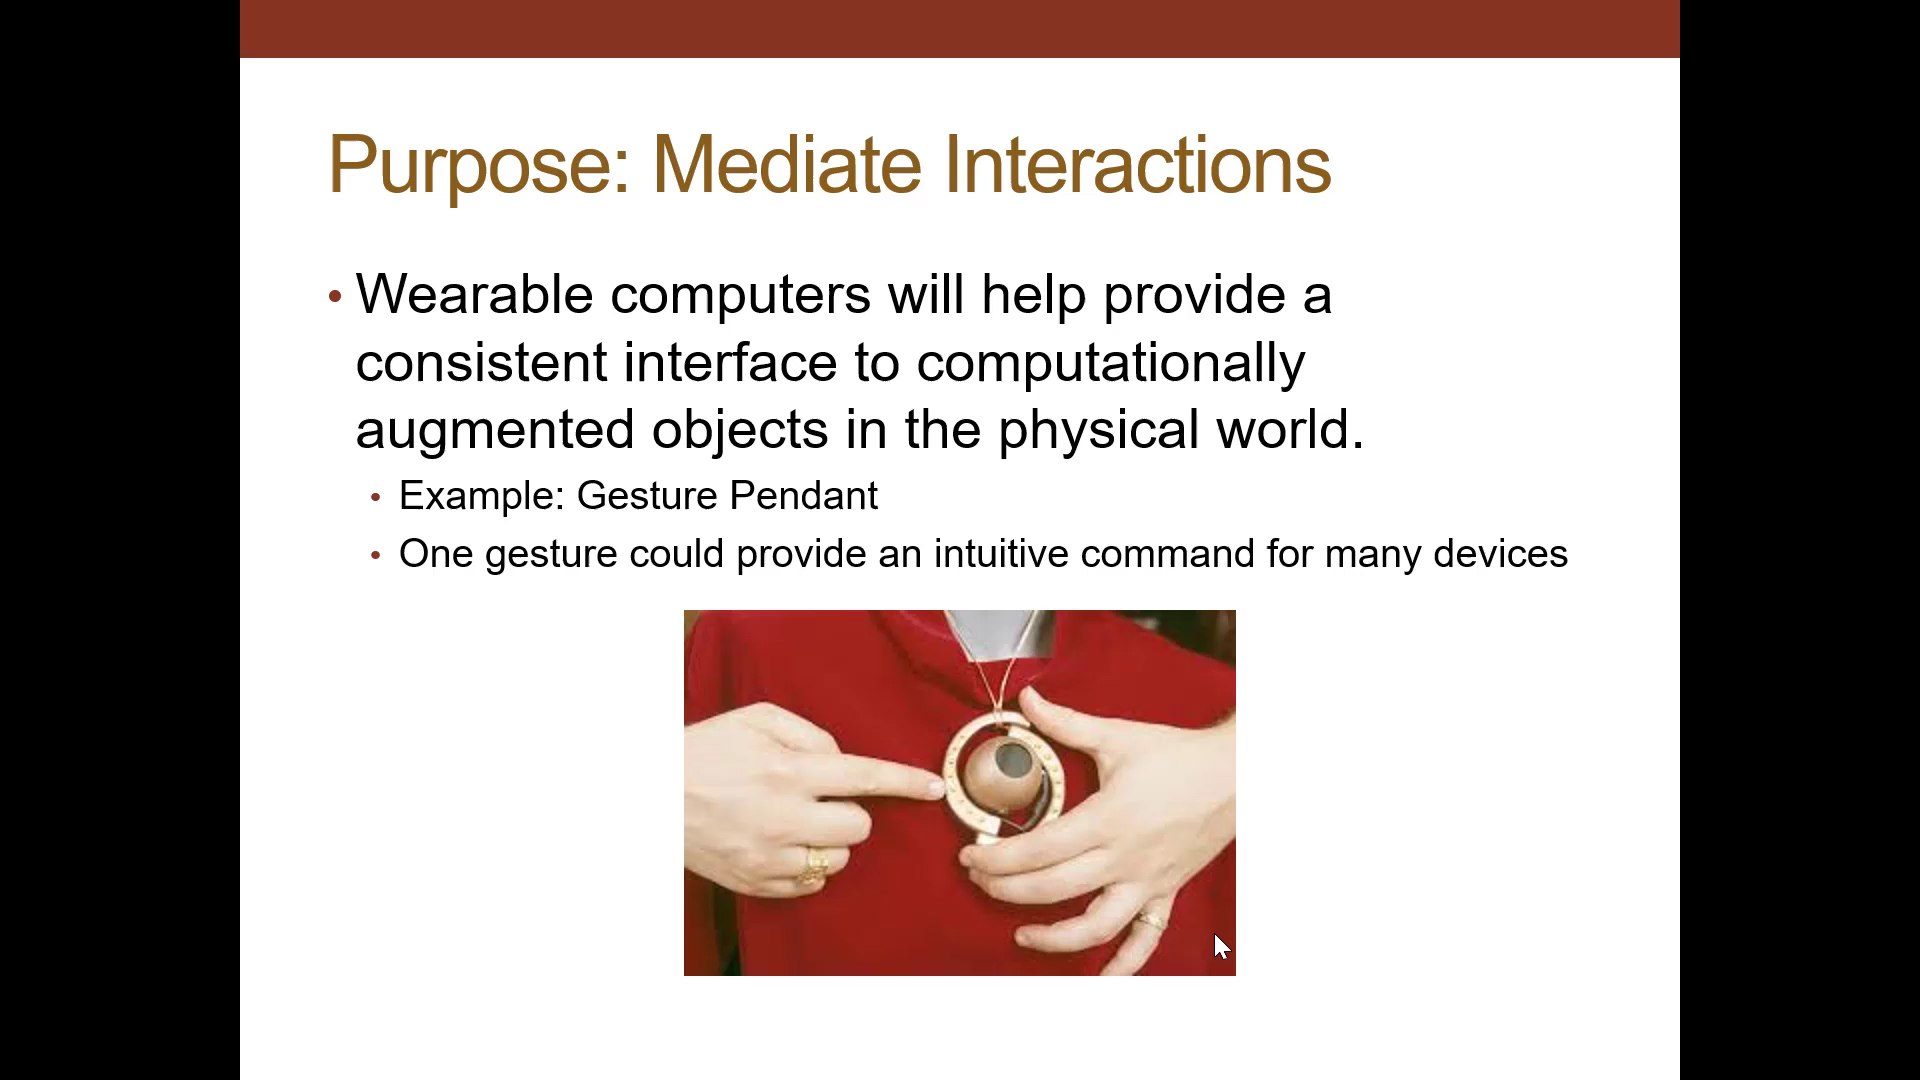 Purpose: Mediate Interactions
• Wearable computers will help provide a
consistent interface to computationally
augmented objects in the physical world.
• Example: Gesture Pendant
• One gesture could provide an intuitive command for many devices